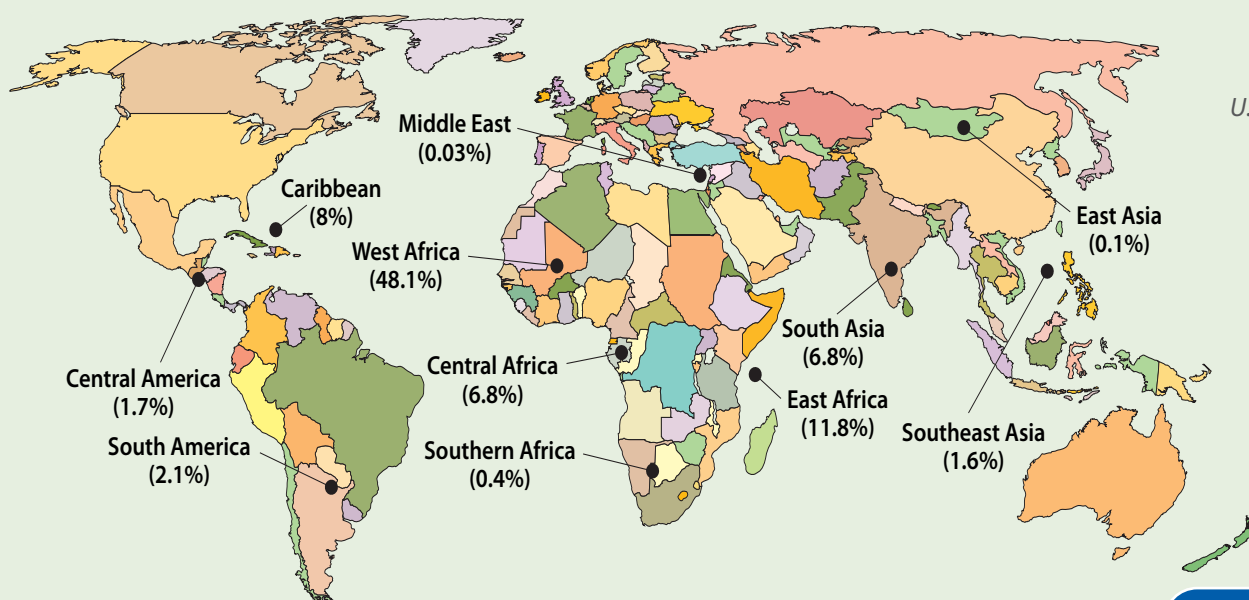 U.
Middle East
(0.03%)
Caribbean
(8%)
East Asia
(0.1%)
West Africa
(48.1%)
South Asia
(6.8%)
Central Africa
(6.8%)
Central America
(1.7%)
East Africa
(11.8%)
Southeast Asia
(1.6%)
South America
(2.1%)
Southern Africa
(0.4%)